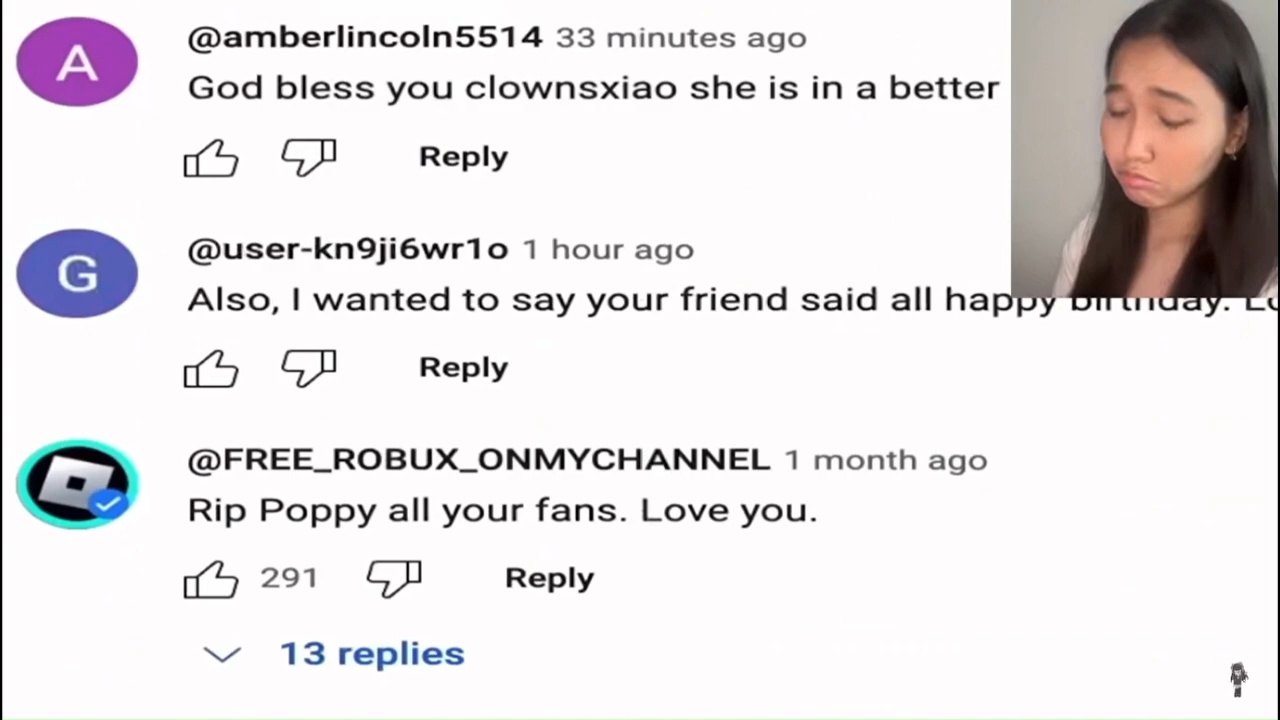 A
@amberlincoln5514 33 minutes ago
God bless you clownsxiao she is in a better
Reply
G
@user-kn9ji6wr1o 1 hour ago
Also, I wanted to say your friend said all happy birthday.
Reply
@FREE_ROBUX_ONMYCHANNEL 1 month ago
Rip Poppy all your fans. Love you.
291 Reply
13 replies